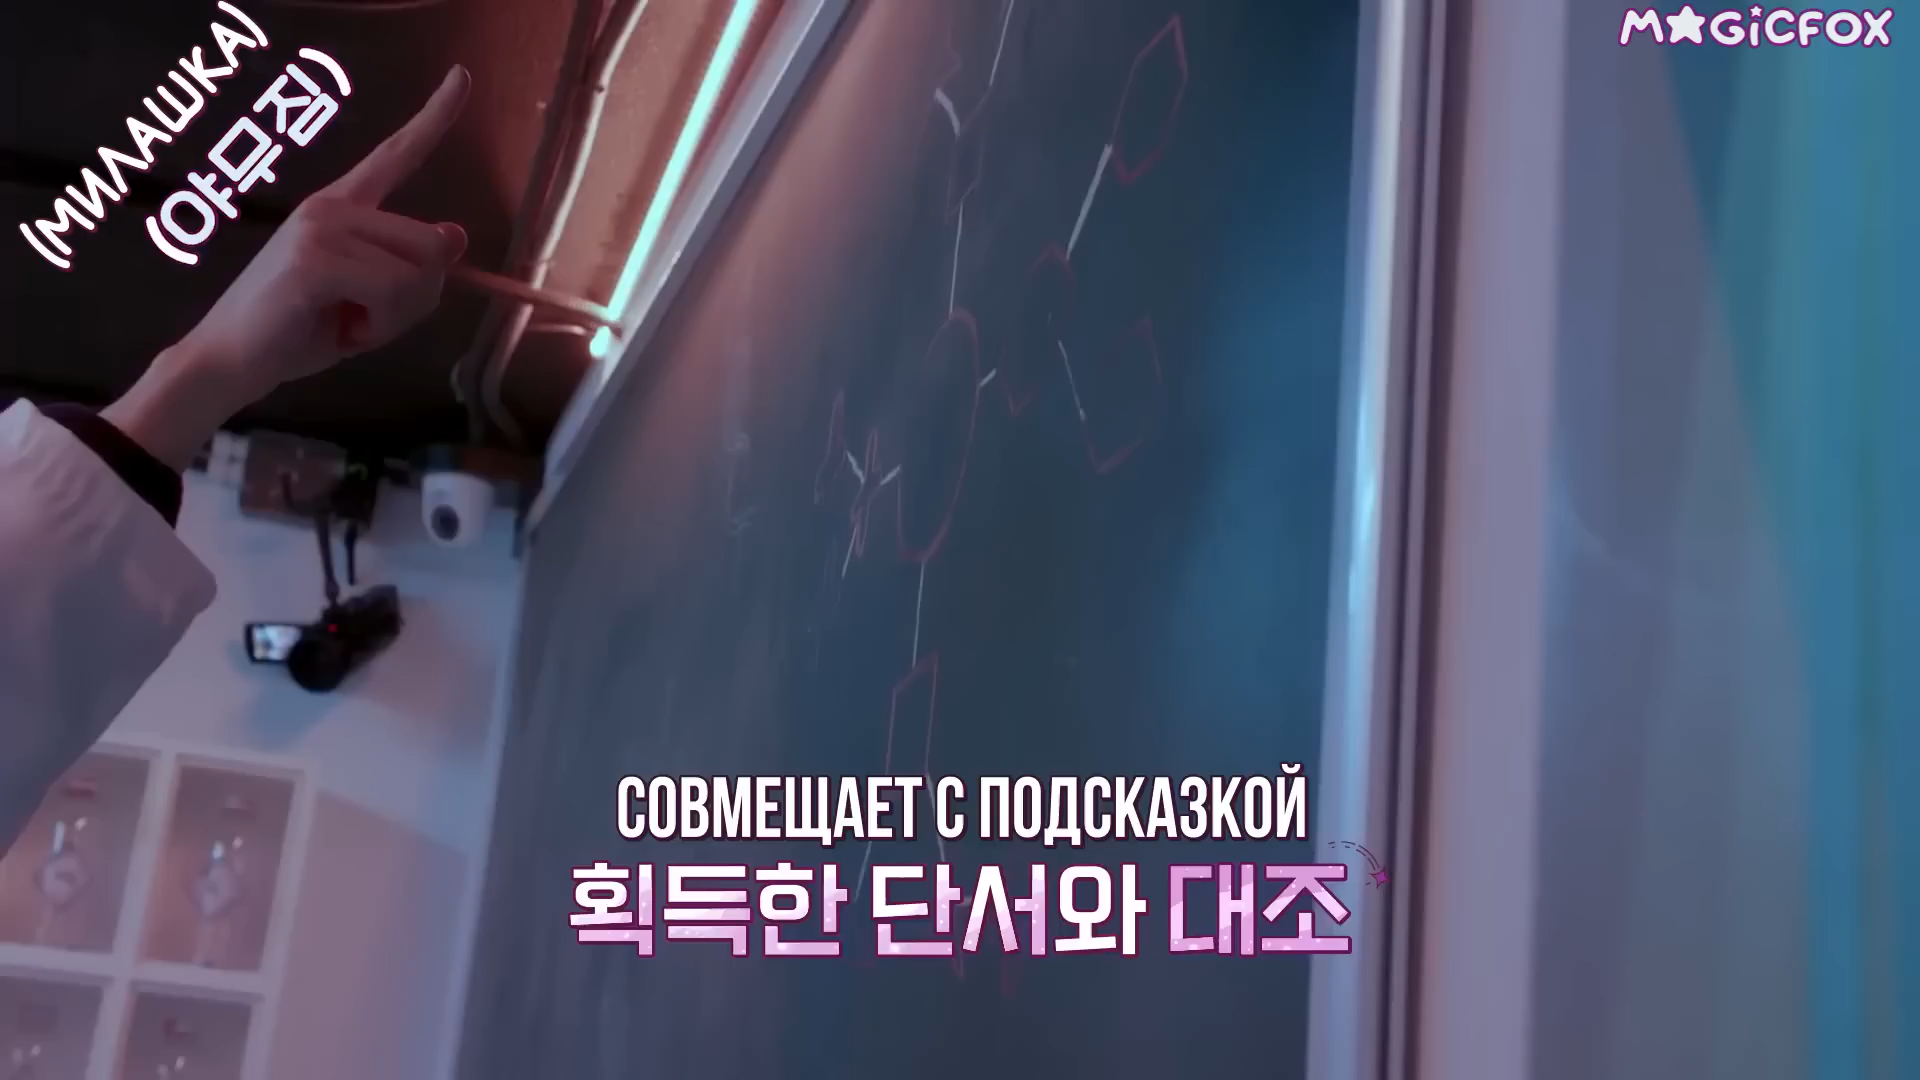 (МИЛАШКА)
(야무짐)
MAGiCFOX
СОВМЕЩАЕТ С ПОДСКАЗКОЙ
획득한 단서와 대조